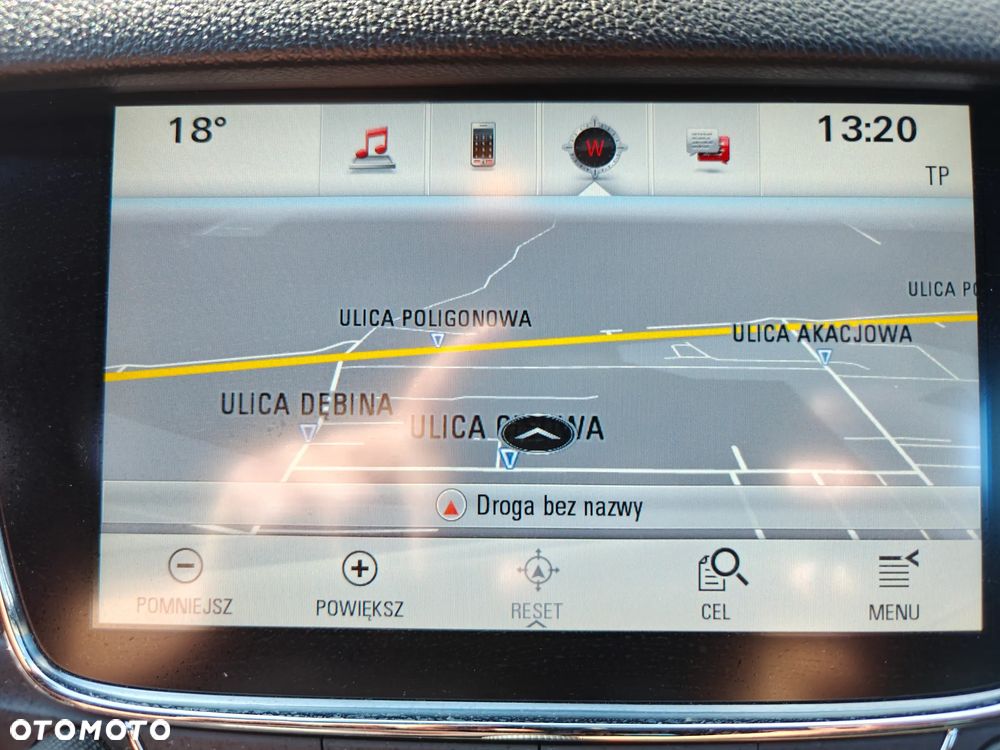 18°
W
13:20
TP
ULICA
ULICA POLIGONOWA
ULICA AKACJOWA
ULICA DĘBINA
ULICA
Droga bez nazwy
POMNIEJSZ
POWIĘKSZ
RESET
CEL
MENU
OTOMOTO